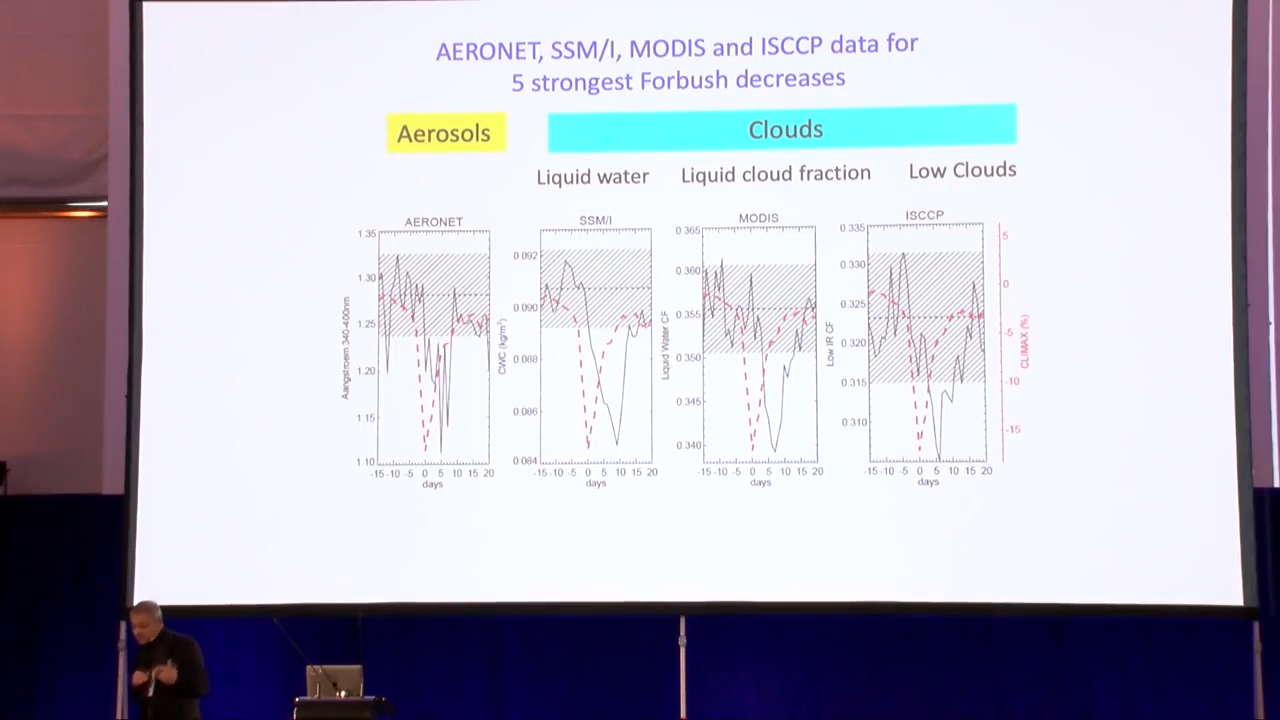 AERONET, SSM/I, MODIS and ISCCP data for
5 strongest Forbush decreases
Aerosols
Clouds
Liquid water
Liquid cloud fraction
Low Clouds
AERONET
SSM/I
MODIS
ISCCP
Aangstroem 340-400nm
1.35
1.30
1.25
1.20
1.15
1.10
-15 -10 -5 0 5 10 15 20
days
CWC (kg/m²)
0.092
0.090
0.088
0.086
0.084
-15 -10 -5 0 5 10 15 20
days
Liquid Water CF
0.365
0.360
0.355
0.350
0.345
0.340
-15 -10 -5 0 5 10 15 20
days
Low IR CF
0.335
0.330
0.325
0.320
0.315
0.310
-15 -10 -5 0 5 10 15 20
days
5
0
-5
-10
-15
CLIMAX (%)